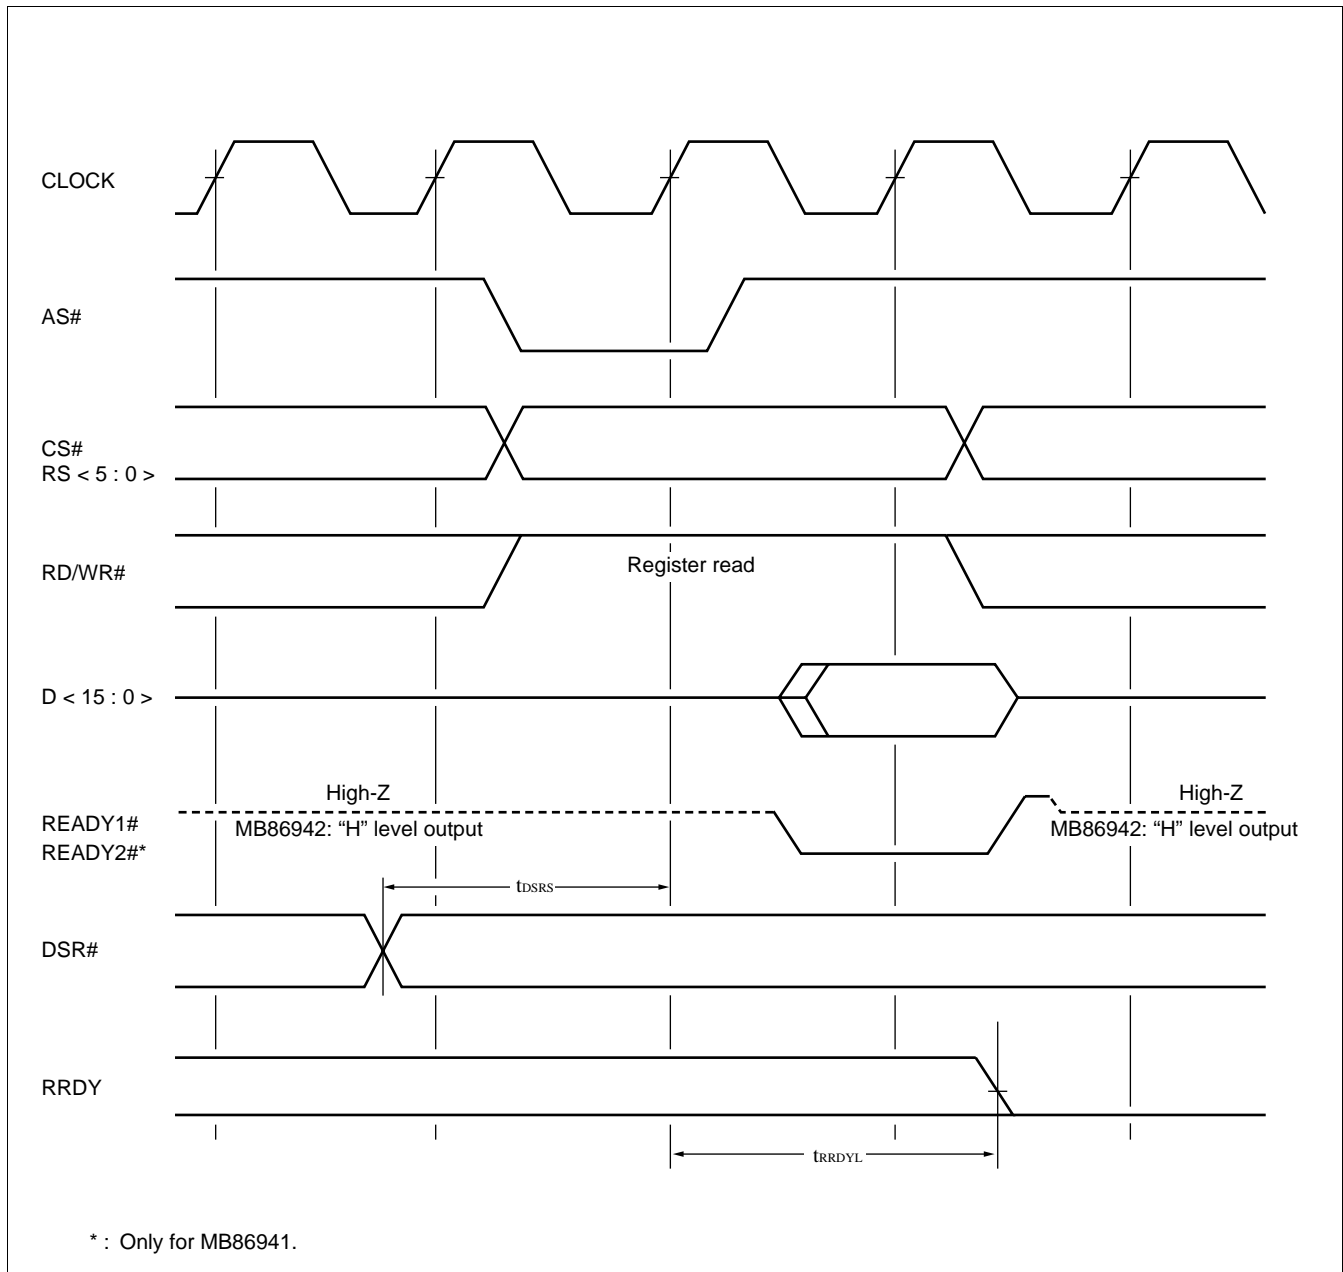 CLOCK
AS#
CS#
RS < 5 : 0 >
RD/WR#
Register read
D < 15 : 0 >
High-Z
High-Z
READY1#
MB86942: “H” level output
MB86942: “H” level output
READY2#*
tDSRS
DSR#
RRDY
tRRDYL
* : Only for MB86941.